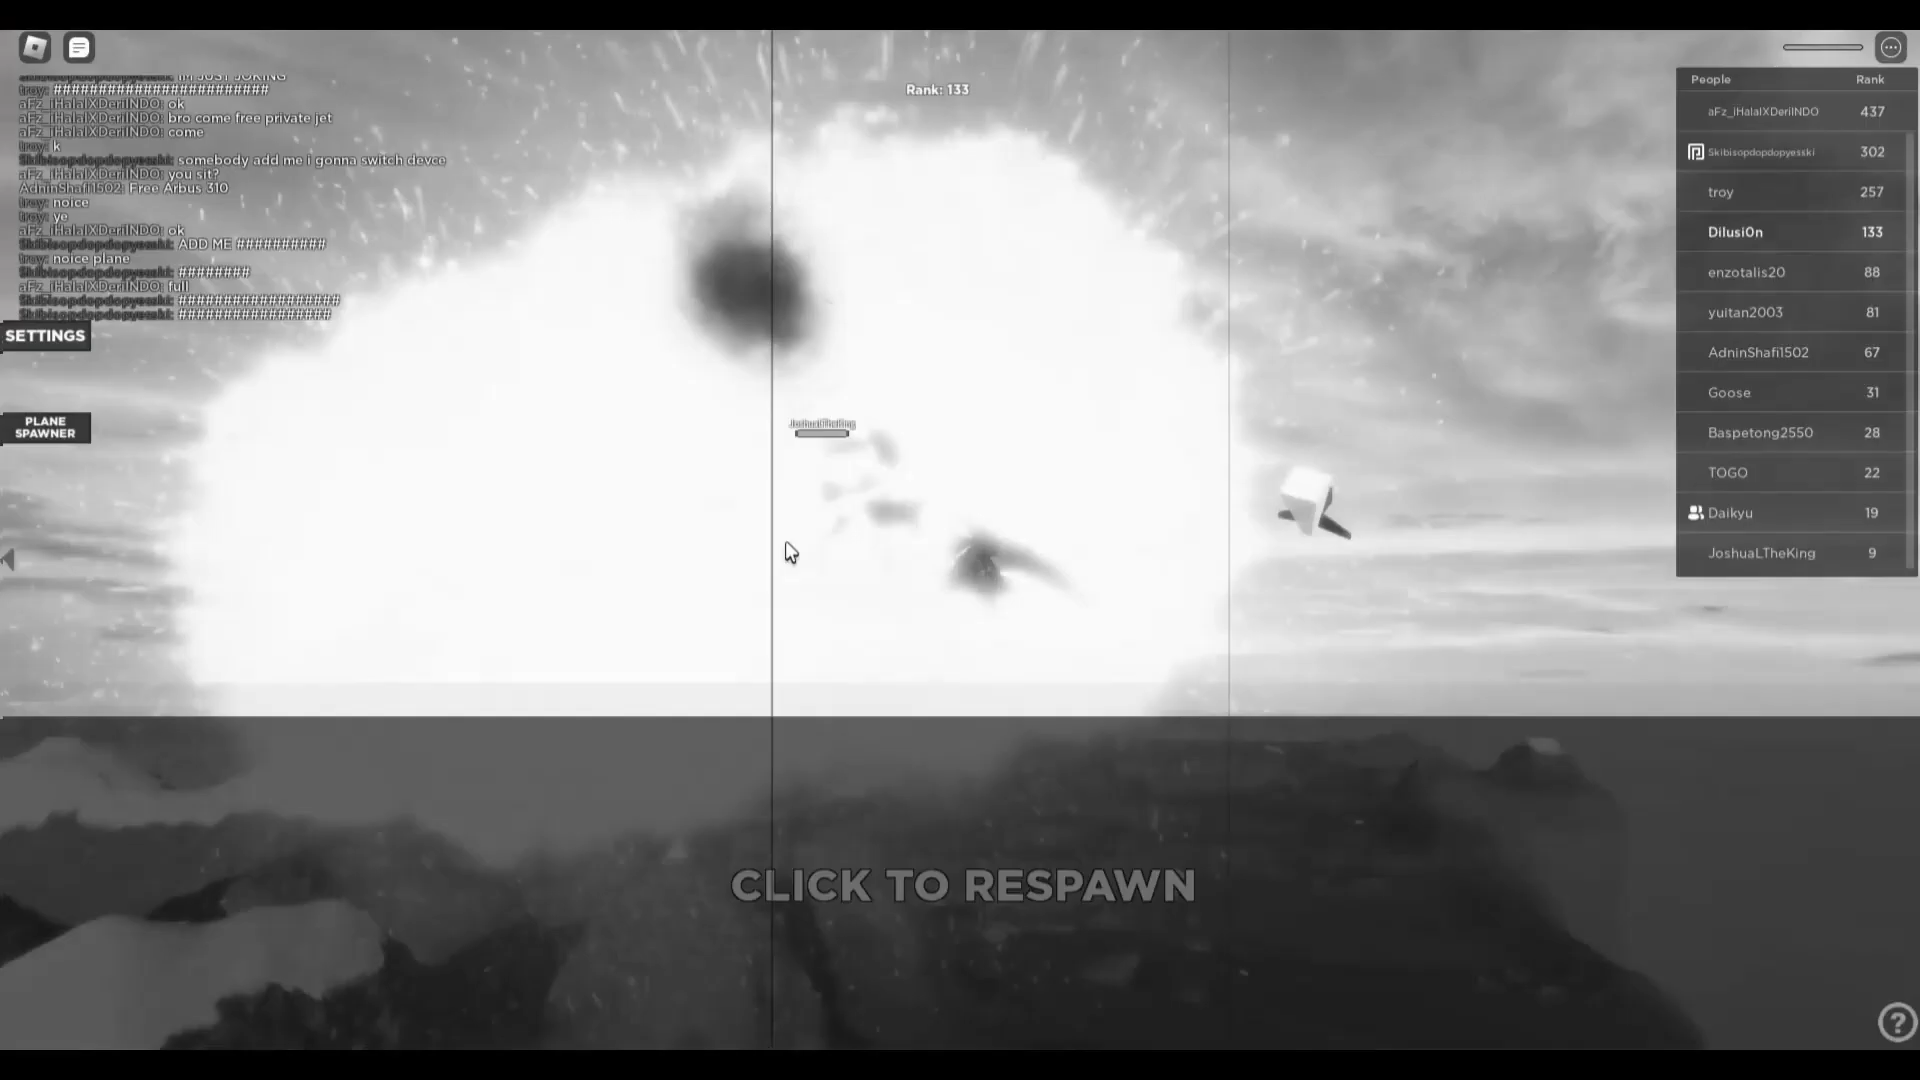 IM JUST JOKING
troy: #######################
aFz_iHalalXDeriINDO: ok
aFz_iHalalXDeriINDO: bro come free private jet
aFz_iHalalXDeriINDO: come
troy: k
Skibisopdopdopyesski: somebody add me i gonna switch devce
aFz_iHalalXDeriINDO: you sit?
AdninShafi1502: Free Arbus 310
troy: noice
troy: ye
aFz_iHalalXDeriINDO: ok
Skibisopdopdopyesski: ADD ME ##########
troy: noice plane
Skibisopdopdopyesski: ########
aFz_iHalalXDeriINDO: full
Skibisopdopdopyesski: ##################
Skibisopdopdopyesski: #################
SETTINGS
PLANE
SPAWNER
Rank: 133
JoshuaLTheKing
CLICK TO RESPAWN
People Rank
aFz_iHalalXDeriINDO 437
Skibisopdopdopyesski 302
troy 257
Dilusi0n 133
enzotalis20 88
yuitan2003 81
AdninShafi1502 67
Goose 31
Baspetong2550 28
TOGO 22
Daikyu 19
JoshuaLTheKing 9
?